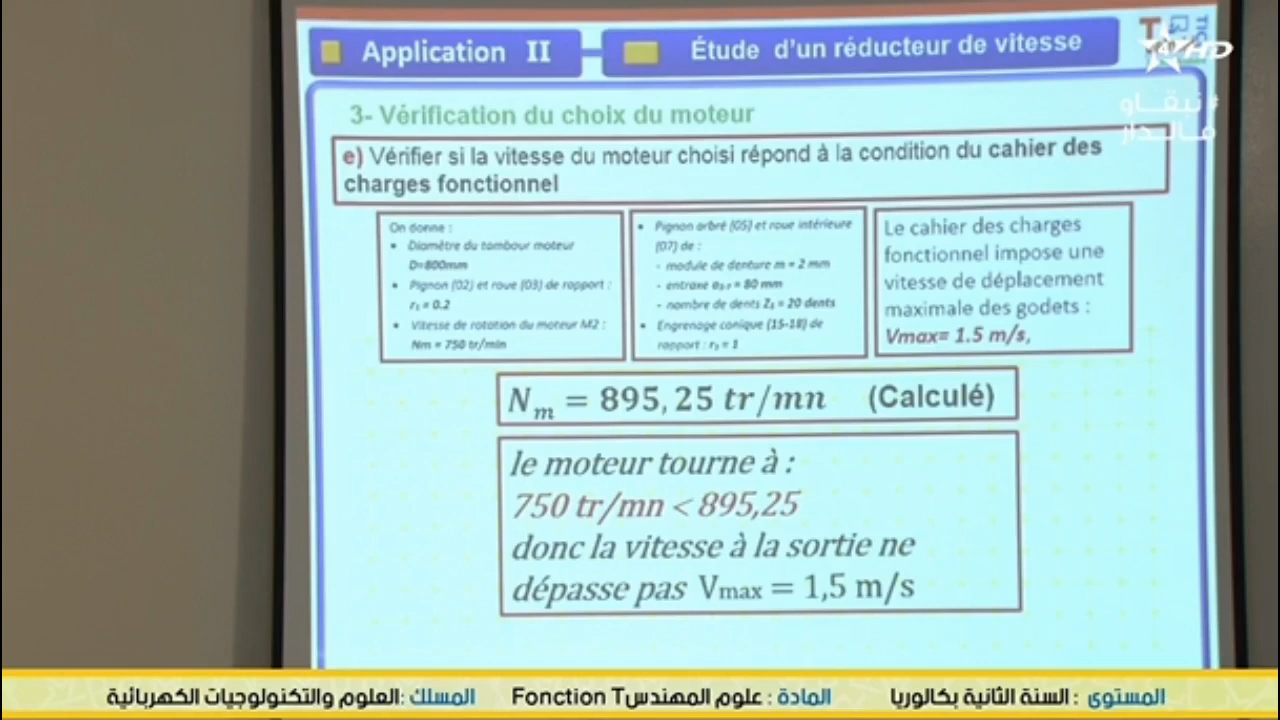 Application II
Étude d'un réducteur de vitesse
4 HD
# نبقاو
فالدار
3- Vérification du choix du moteur
e) Vérifier si la vitesse du moteur choisi répond à la condition du cahier des
charges fonctionnel
On donne :
• Diamètre du tambour moteur
D=800mm
• Pignon (02) et roue (03) de rapport :
r₁ = 0.2
• Vitesse de rotation du moteur M2 :
Nm = 750 tr/min
• Pignon arbré (05) et roue intérieure
(07) de :
- module de denture m = 2 mm
- entraxe a₅₋₇ = 80 mm
- nombre de dents Z₅ = 20 dents
• Engrenage conique (15-18) de
rapport : r₃ = 1
Le cahier des charges
fonctionnel impose une
vitesse de déplacement
maximale des godets :
Vmax= 1.5 m/s,
Nm = 895,25 tr/mn (Calculé)
le moteur tourne à :
750 tr/mn < 895,25
donc la vitesse à la sortie ne
dépasse pas Vmax = 1,5 m/s
المستوى : السنة الثانية بكالوريا
المادة : علوم المهندس Fonction T
المسلك :العلوم والتكنولوجيات الكهربائية